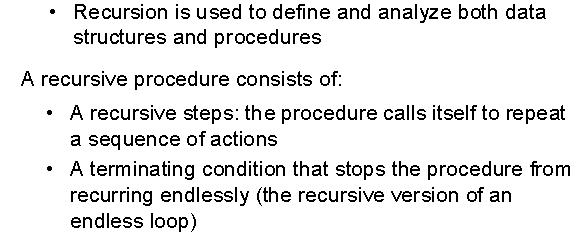 • Recursion is used to define and analyze both data
structures and procedures
A recursive procedure consists of:
• A recursive steps: the procedure calls itself to repeat
a sequence of actions
• A terminating condition that stops the procedure from
recurring endlessly (the recursive version of an
endless loop)